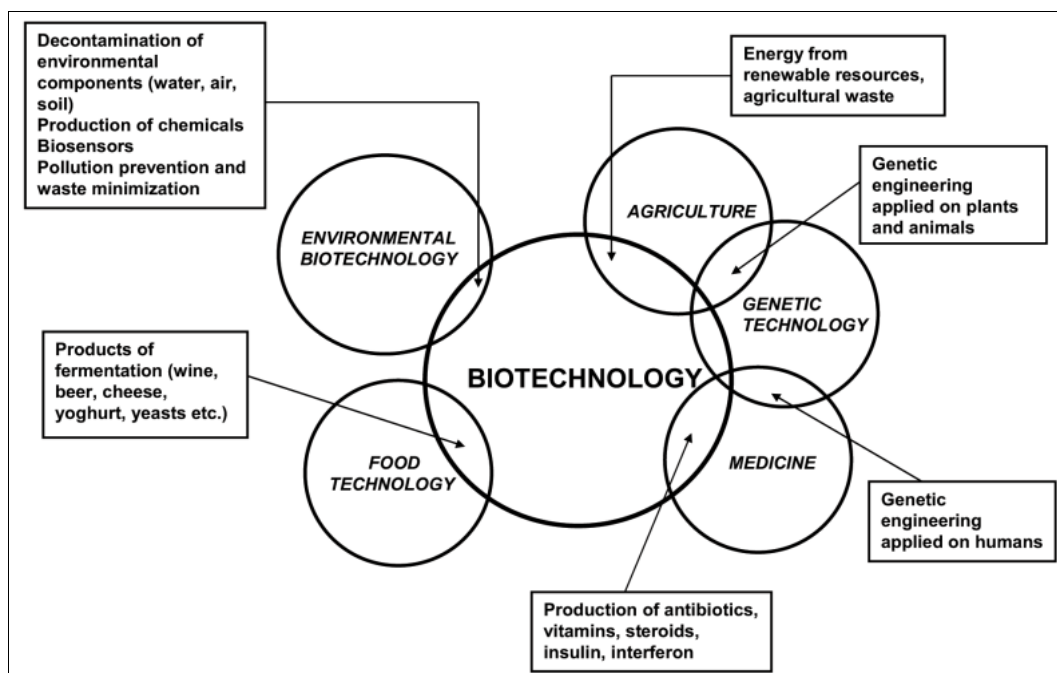 Decontamination of
environmental
components (water, air,
soil)
Production of chemicals
Biosensors
Pollution prevention and
waste minimization
Energy from
renewable resources,
agricultural waste
Genetic
engineering
applied on plants
and animals
AGRICULTURE
ENVIRONMENTAL
BIOTECHNOLOGY
GENETIC
TECHNOLOGY
Products of
fermentation (wine,
beer, cheese,
yoghurt, yeasts etc.)
BIOTECHNOLOGY
FOOD
TECHNOLOGY
MEDICINE
Genetic
engineering
applied on humans
Production of antibiotics,
vitamins, steroids,
insulin, interferon